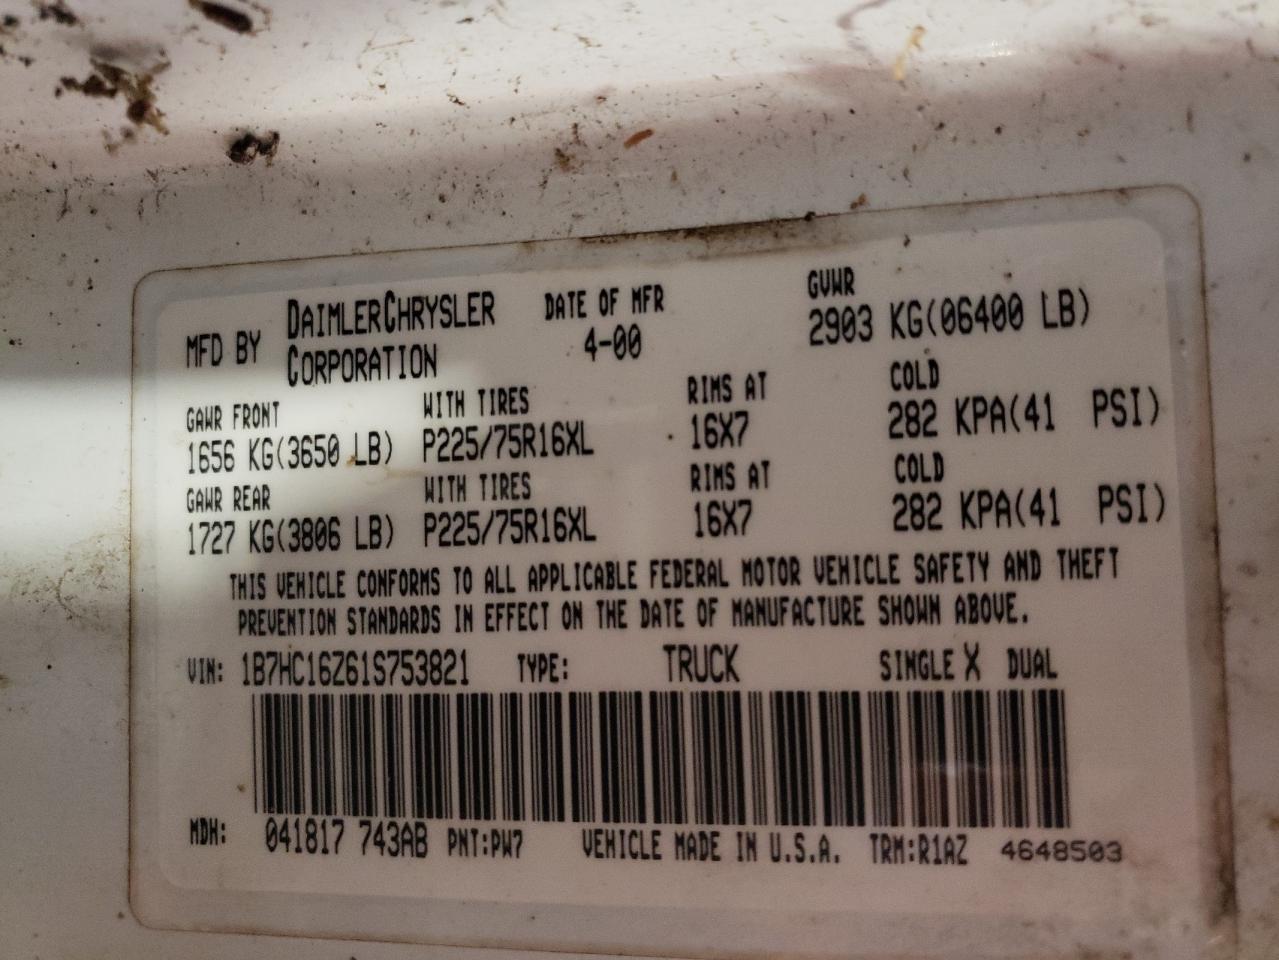 MFD BY DAIMLERCHRYSLER CORPORATION DATE OF MFR 4-00 GVWR 2903 KG(06400 LB)
GAWR FRONT WITH TIRES RIMS AT COLD
1656 KG(3650 LB) P225/75R16XL 16X7 282 KPA(41 PSI)
GAWR REAR WITH TIRES RIMS AT COLD
1727 KG(3806 LB) P225/75R16XL 16X7 282 KPA(41 PSI)
THIS VEHICLE CONFORMS TO ALL APPLICABLE FEDERAL MOTOR VEHICLE SAFETY AND THEFT
PREVENTION STANDARDS IN EFFECT ON THE DATE OF MANUFACTURE SHOWN ABOVE.
VIN: 1B7HC16Z61S753821 TYPE: TRUCK SINGLE X DUAL
MDH: 041817 743AB PNT:PW7 VEHICLE MADE IN U.S.A. TRM:R1AZ 4648503